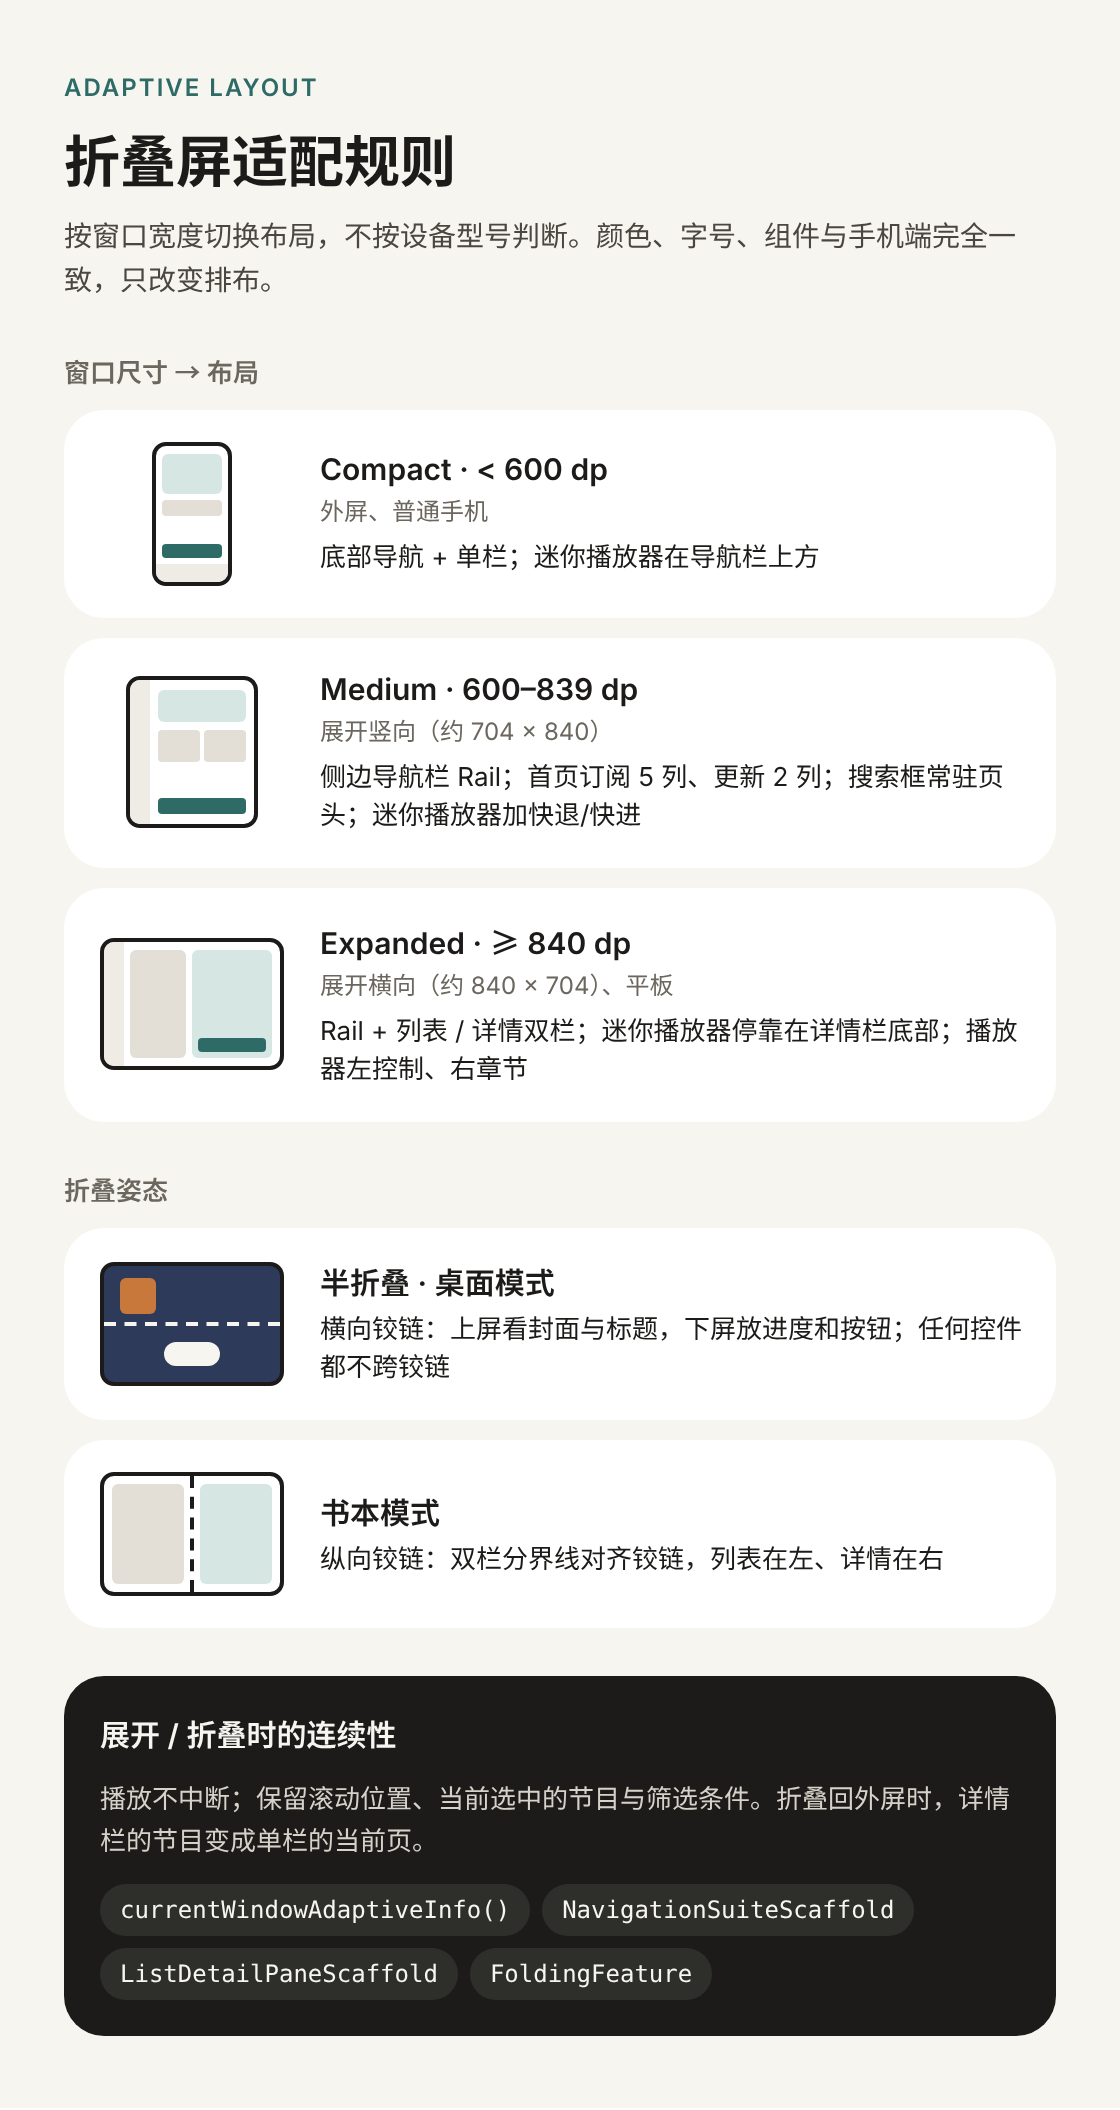 ADAPTIVE LAYOUT
折叠屏适配规则
按窗口宽度切换布局，不按设备型号判断。颜色、字号、组件与手机端完全一
致，只改变排布。
窗口尺寸 → 布局
Compact · < 600 dp
外屏、普通手机
底部导航 + 单栏；迷你播放器在导航栏上方
Medium · 600–839 dp
展开竖向（约 704 × 840）
侧边导航栏 Rail；首页订阅 5 列、更新 2 列；搜索框常驻页
头；迷你播放器加快退/快进
Expanded · ⩾ 840 dp
展开横向（约 840 × 704）、平板
Rail + 列表 / 详情双栏；迷你播放器停靠在详情栏底部；播放
器左控制、右章节
折叠姿态
半折叠 · 桌面模式
横向铰链：上屏看封面与标题，下屏放进度和按钮；任何控件
都不跨铰链
书本模式
纵向铰链：双栏分界线对齐铰链，列表在左、详情在右
展开 / 折叠时的连续性
播放不中断；保留滚动位置、当前选中的节目与筛选条件。折叠回外屏时，详情
栏的节目变成单栏的当前页。
currentWindowAdaptiveInfo() NavigationSuiteScaffold
ListDetailPaneScaffold FoldingFeature